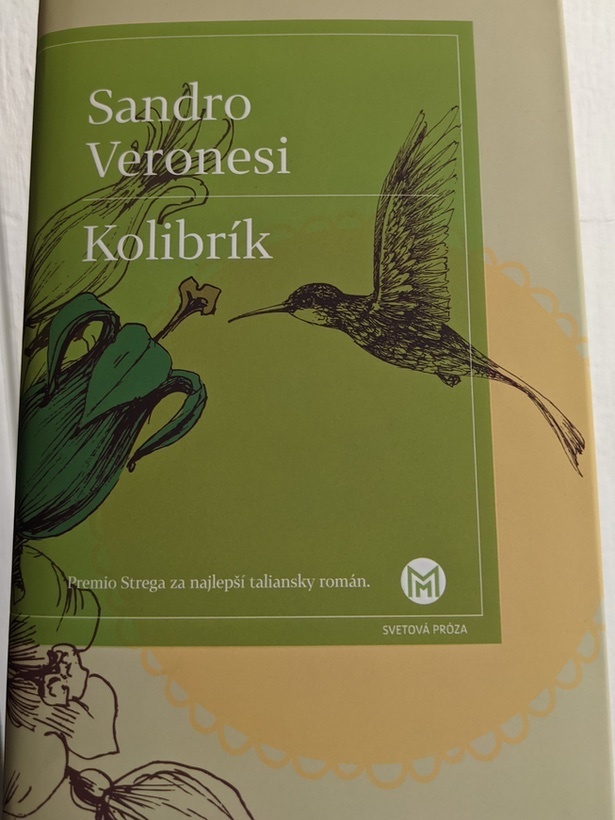 Sandro
Veronesi
Kolibrík
Premio Strega za najlepší taliansky román.
M
SVETOVÁ PRÓZA